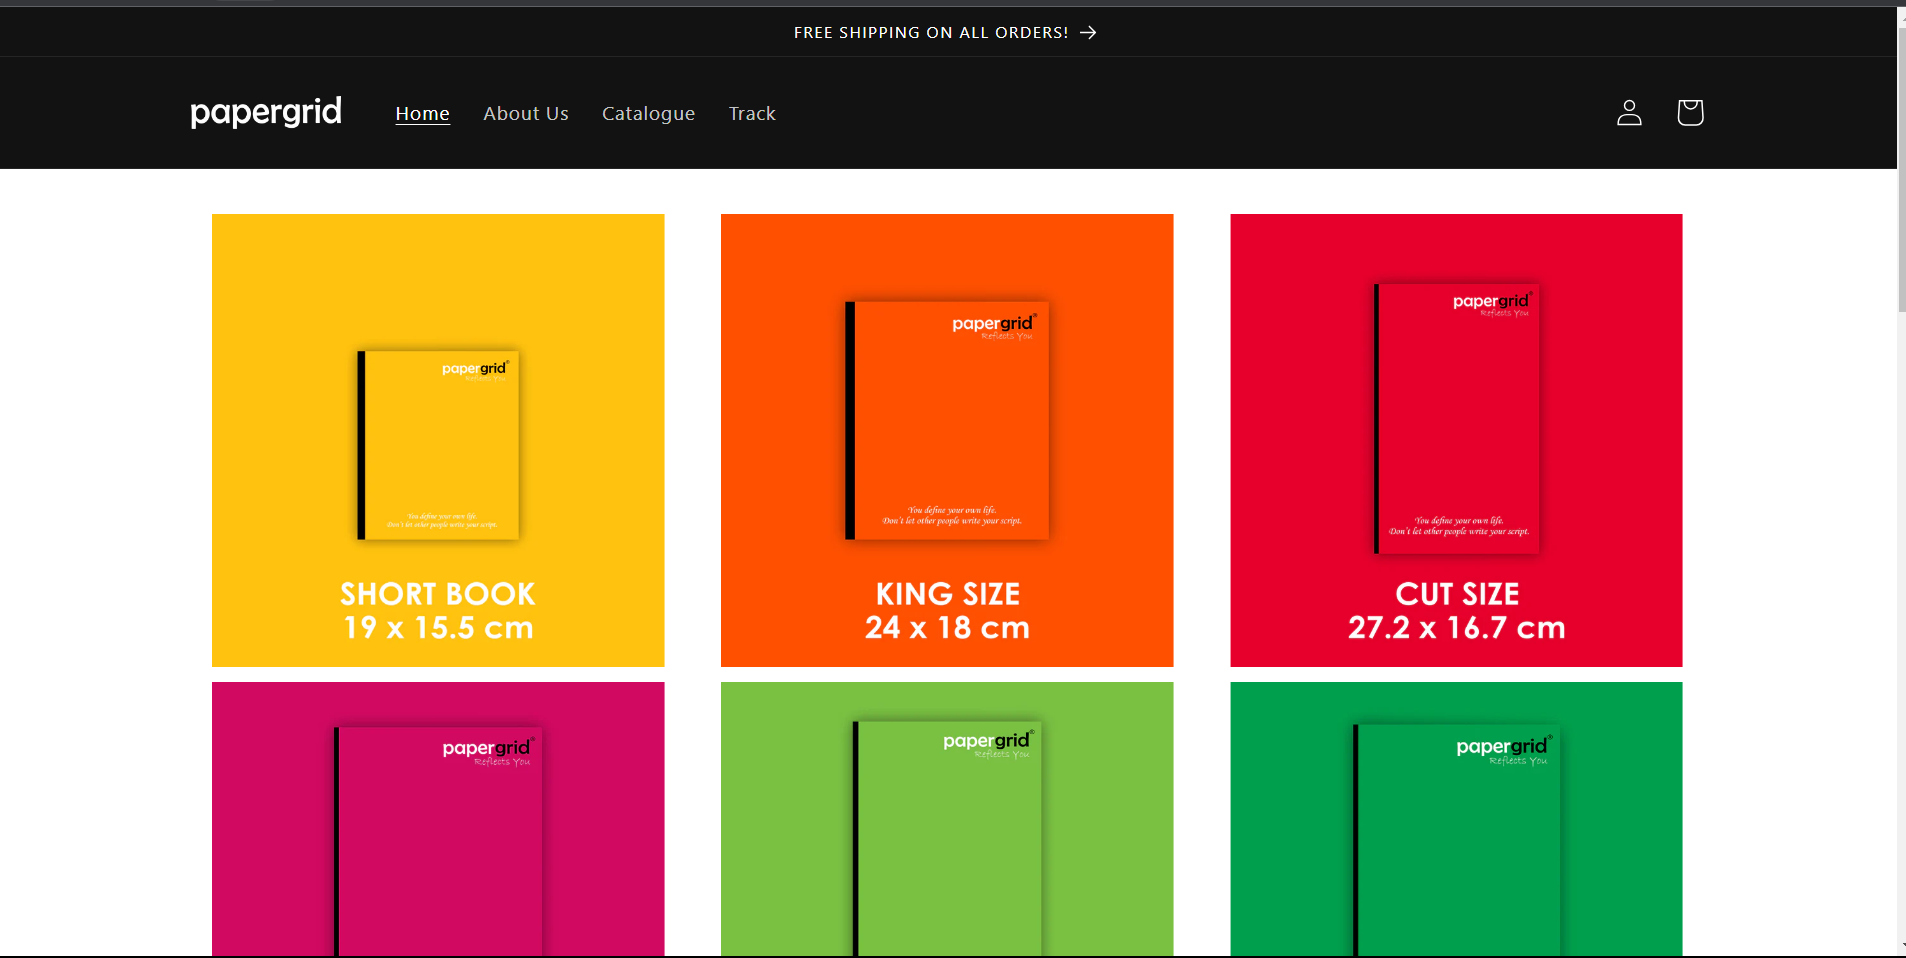 FREE SHIPPING ON ALL ORDERS!
papergrid
Home
About Us
Catalogue
Track
papergrid®
Reflects You
You define your own life.
Don't let other people write your script.
SHORT BOOK
19 x 15.5 cm
papergrid®
Reflects You
You define your own life.
Don't let other people write your script.
KING SIZE
24 x 18 cm
papergrid®
Reflects You
You define your own life.
Don't let other people write your script.
CUT SIZE
27.2 x 16.7 cm
papergrid®
Reflects You
papergrid®
Reflects You
papergrid®
Reflects You